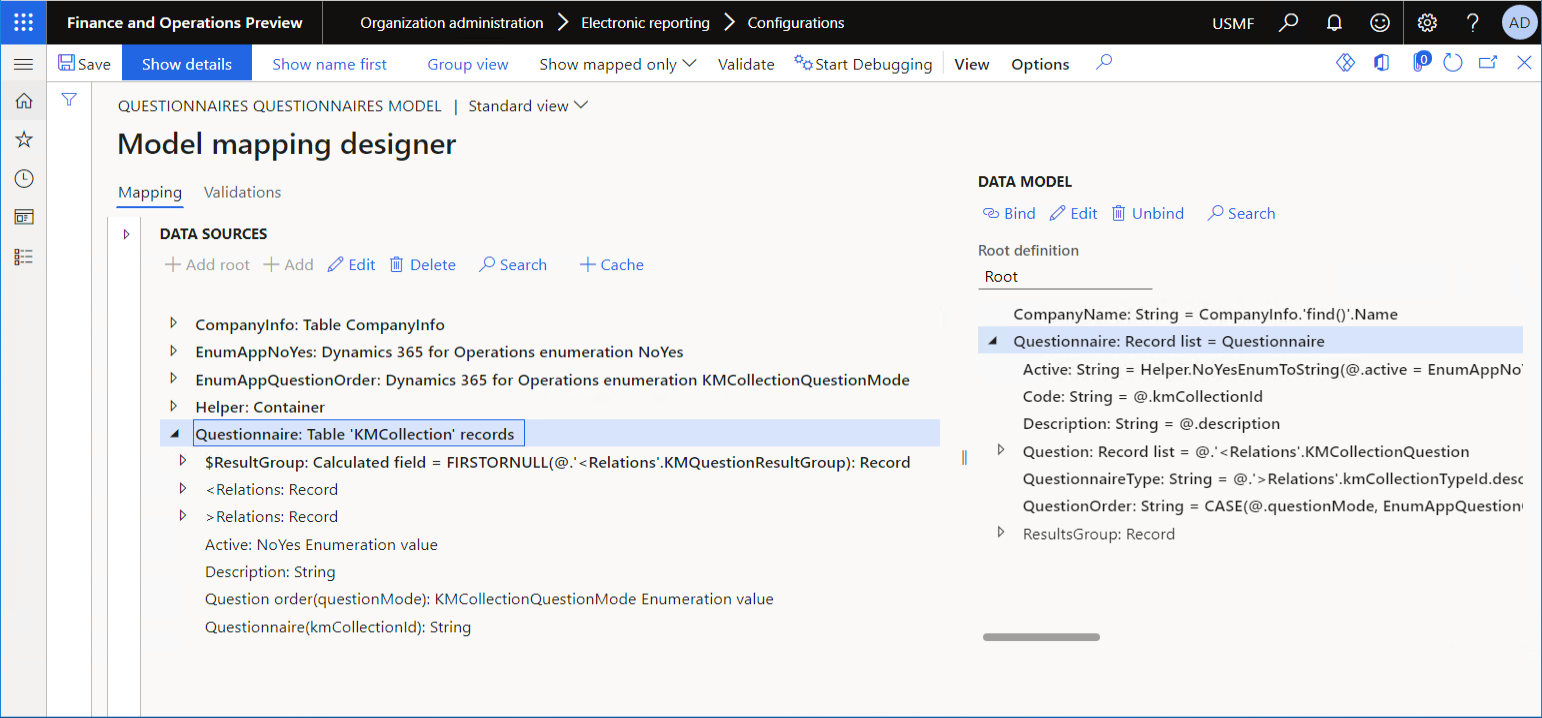 Finance and Operations Preview Organization administration Electronic reporting Configurations USMF AD
Save Show details Show name first Group view Show mapped only Validate Start Debugging View Options 0
QUESTIONNAIRES QUESTIONNAIRES MODEL | Standard view
Model mapping designer
Mapping Validations
DATA SOURCES
Add root Add Edit Delete Search Cache
CompanyInfo: Table CompanyInfo
EnumAppNoYes: Dynamics 365 for Operations enumeration NoYes
EnumAppQuestionOrder: Dynamics 365 for Operations enumeration KMCollectionQuestionMode
Helper: Container
Questionnaire: Table 'KMCollection' records
$ResultGroup: Calculated field = FIRSTORNULL(@.'<Relations'.KMQuestionResultGroup): Record
<Relations: Record
>Relations: Record
Active: NoYes Enumeration value
Description: String
Question order(questionMode): KMCollectionQuestionMode Enumeration value
Questionnaire(kmCollectionId): String
DATA MODEL
Bind Edit Unbind Search
Root definition
Root
CompanyName: String = CompanyInfo.'find()'.Name
Questionnaire: Record list = Questionnaire
Active: String = Helper.NoYesEnumToString(@.active = EnumAppNoY
Code: String = @.kmCollectionId
Description: String = @.description
Question: Record list = @.'<Relations'.KMCollectionQuestion
QuestionnaireType: String = @.'>Relations'.kmCollectionTypeId.desc
QuestionOrder: String = CASE(@.questionMode, EnumAppQuestionO
ResultsGroup: Record